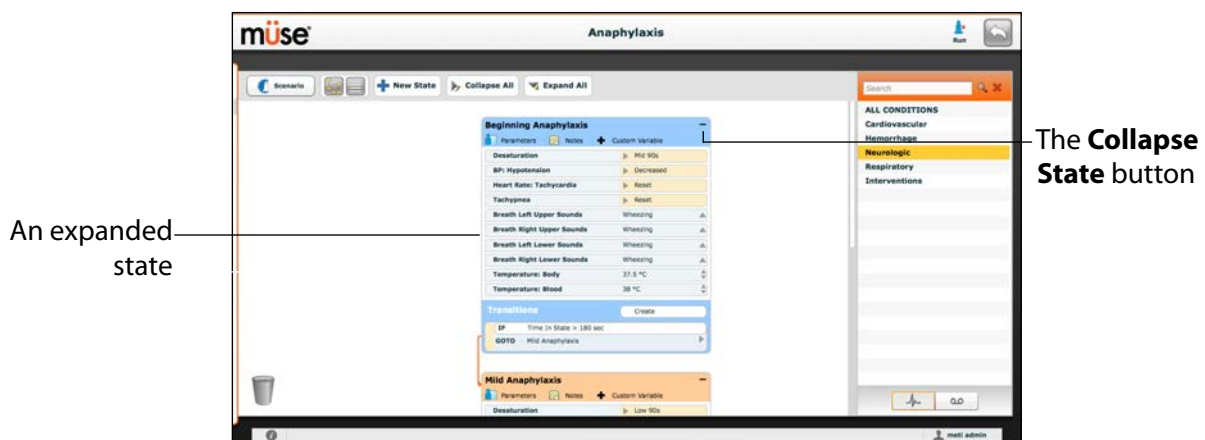 müse
Anaphylaxis
Run
Scenario
New State
Collapse All
Expand All
Search
ALL CONDITIONS
Cardiovascular
Hemorrhage
Neurologic
Respiratory
Interventions
Beginning Anaphylaxis
Parameters Notes Custom Variable
Desaturation Mid 90s
BP: Hypotension Decreased
Heart Rate: Tachycardia Reset
Tachypnea Reset
Breath Left Upper Sounds Wheezing
Breath Right Upper Sounds Wheezing
Breath Left Lower Sounds Wheezing
Breath Right Lower Sounds Wheezing
Temperature: Body 37.5 °C
Temperature: Blood 38 °C
Transitions Create
IF Time In State > 180 sec
GOTO Mild Anaphylaxis
Mild Anaphylaxis
Parameters Notes Custom Variable
Desaturation Low 90s
meti admin
An expanded
state
The Collapse
State button